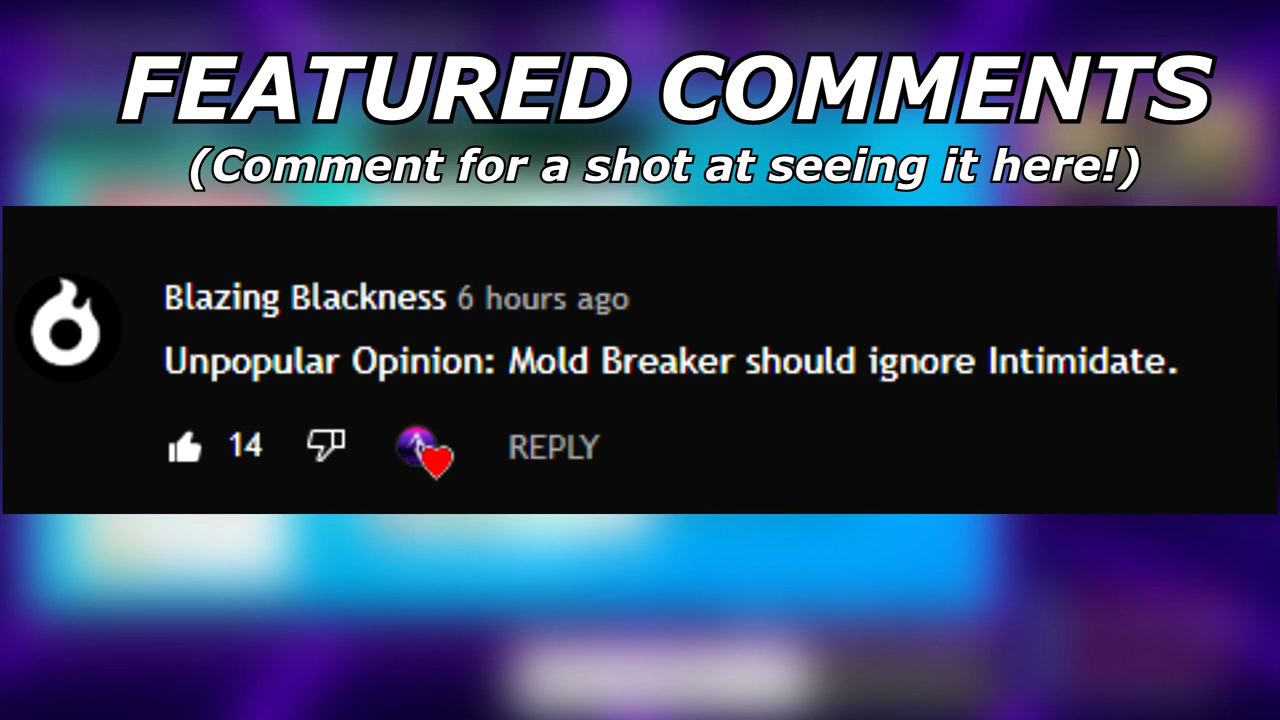 FEATURED COMMENTS
(Comment for a shot at seeing it here!)
Blazing Blackness 6 hours ago
Unpopular Opinion: Mold Breaker should ignore Intimidate.
14 REPLY